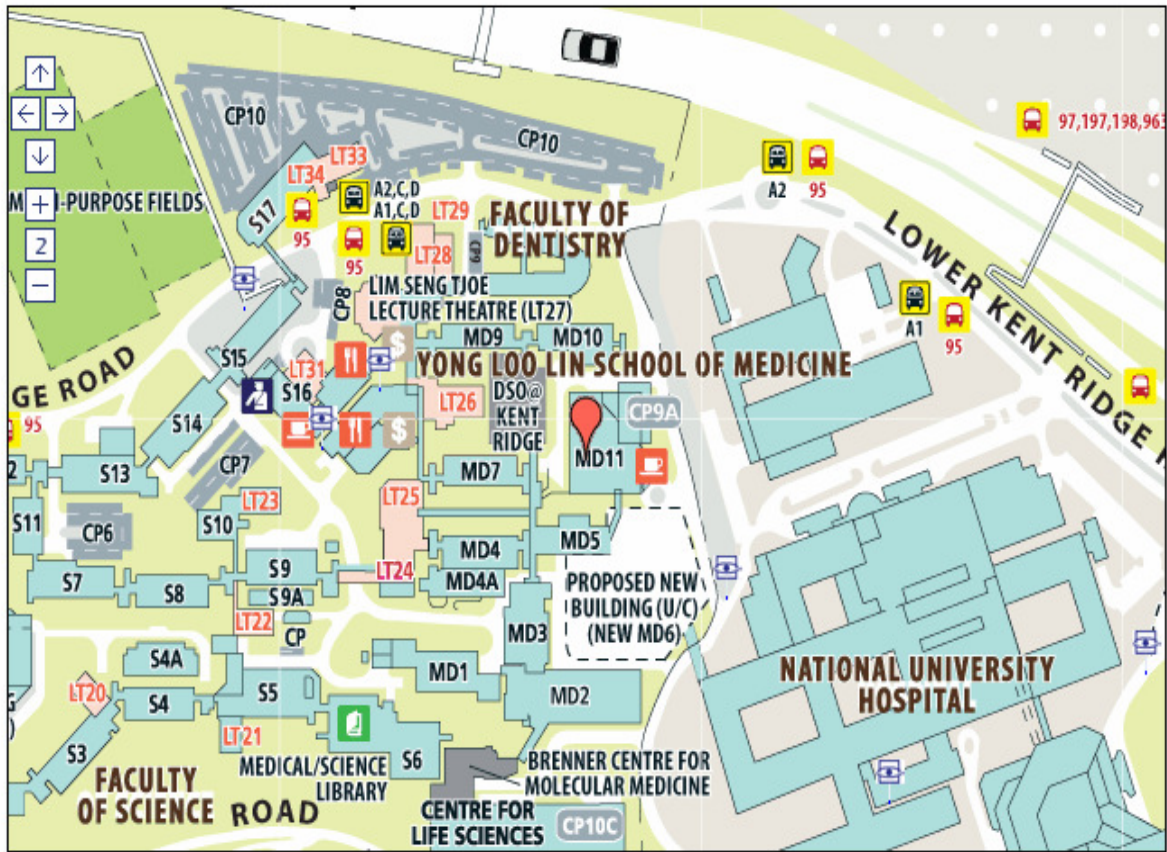 CP10
CP10
97,197,198,963
LT33
LT34
A2,C,D
A1,C,D
A2
95
I-PURPOSE FIELDS
M
+
2
−
S17
95
95
LT29
LT28
CP9
FACULTY OF
DENTISTRY
LOWER KENT RIDGE R
A1
95
CP8
LIM SENG TJOE
LECTURE THEATRE (LT27)
$
MD9
MD10
S15
GE ROAD
YONG LOO LIN SCHOOL OF MEDICINE
LT31
S16
LT26
DSO@
KENT
RIDGE
CP9A
95
S14
$
MD11
CP7
2
S13
MD7
LT23
LT25
S11
CP6
S10
MD5
MD4
S9
LT24
MD4A
S7
S8
S9A
PROPOSED NEW
BUILDING (U/C)
(NEW MD6)
LT22
CP
MD3
S4A
MD1
NATIONAL UNIVERSITY
HOSPITAL
LT20
S4
S5
MD2
G
)
LT21
S3
S6
MEDICAL/SCIENCE
LIBRARY
BRENNER CENTRE FOR
MOLECULAR MEDICINE
FACULTY
OF SCIENCE
ROAD
CENTRE FOR
LIFE SCIENCES
CP10C